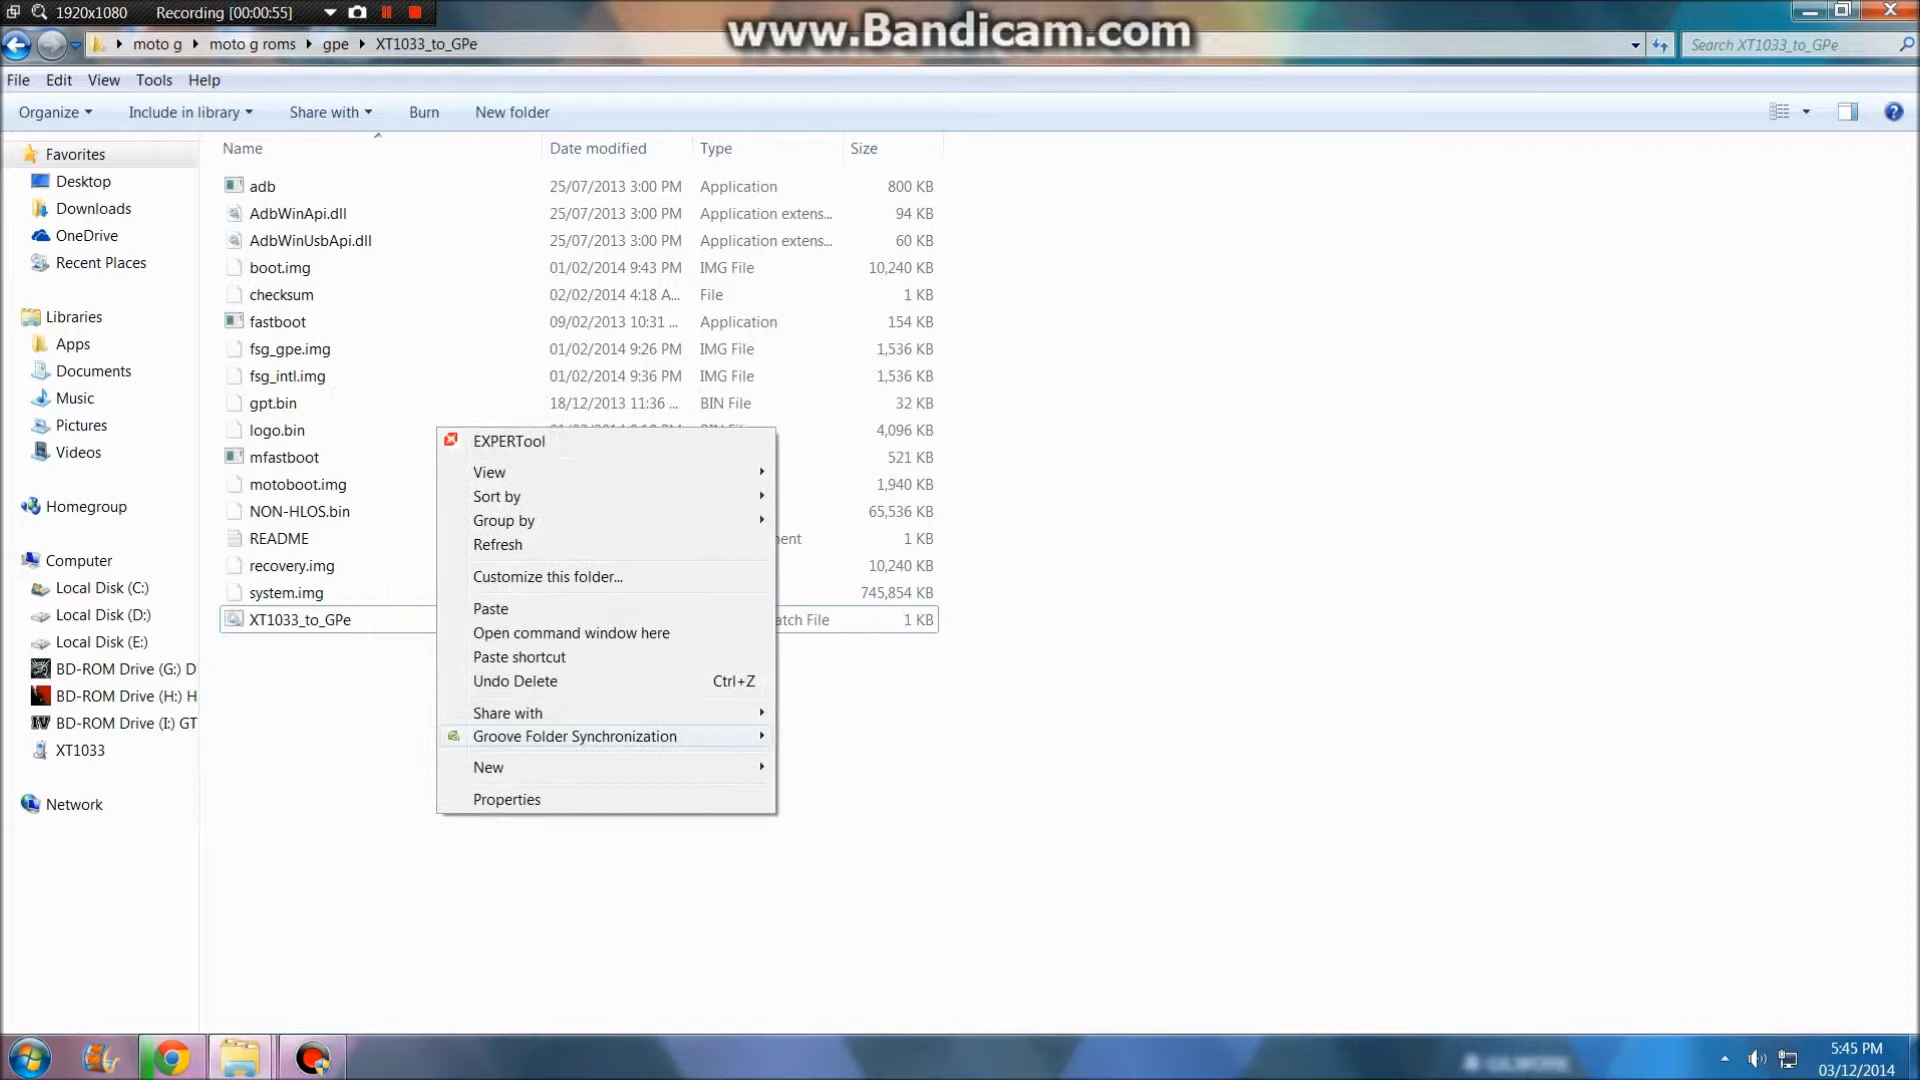 1920x1080 Recording [00:00:55]
www.Bandicam.com
moto g moto g roms gpe XT1033_to_GPe
Search XT1033_to_GPe
File Edit View Tools Help
Organize Include in library Share with Burn New folder
Name Date modified Type Size
Favorites
Desktop
Downloads
OneDrive
Recent Places
Libraries
Apps
Documents
Music
Pictures
Videos
Homegroup
Computer
Local Disk (C:)
Local Disk (D:)
Local Disk (E:)
BD-ROM Drive (G:) D
BD-ROM Drive (H:) H
BD-ROM Drive (I:) GT
XT1033
Network
adb 25/07/2013 3:00 PM Application 800 KB
AdbWinApi.dll 25/07/2013 3:00 PM Application extens... 94 KB
AdbWinUsbApi.dll 25/07/2013 3:00 PM Application extens... 60 KB
boot.img 01/02/2014 9:43 PM IMG File 10,240 KB
checksum 02/02/2014 4:18 A... File 1 KB
fastboot 09/02/2013 10:31 ... Application 154 KB
fsg_gpe.img 01/02/2014 9:26 PM IMG File 1,536 KB
fsg_intl.img 01/02/2014 9:36 PM IMG File 1,536 KB
gpt.bin 18/12/2013 11:36 ... BIN File 32 KB
logo.bin 4,096 KB
mfastboot 521 KB
motoboot.img 1,940 KB
NON-HLOS.bin 65,536 KB
README ent 1 KB
recovery.img 10,240 KB
system.img 745,854 KB
XT1033_to_GPe atch File 1 KB
EXPERTool
View
Sort by
Group by
Refresh
Customize this folder...
Paste
Open command window here
Paste shortcut
Undo Delete Ctrl+Z
Share with
Groove Folder Synchronization
New
Properties
5:45 PM
03/12/2014